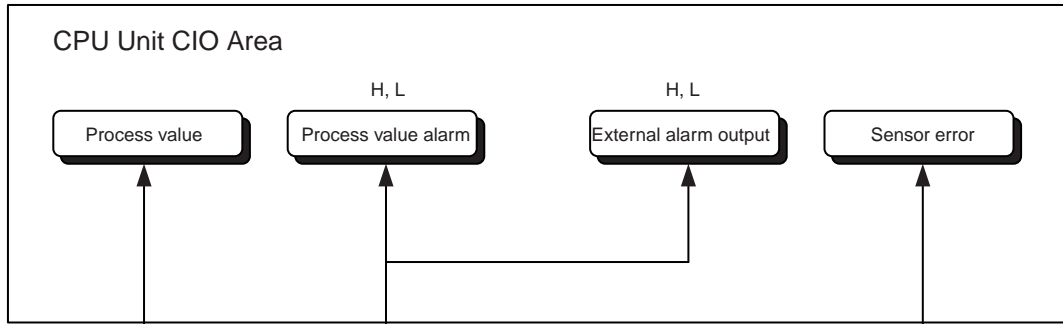 CPU Unit CIO Area
H, L
H, L
Process value
Process value alarm
External alarm output
Sensor error